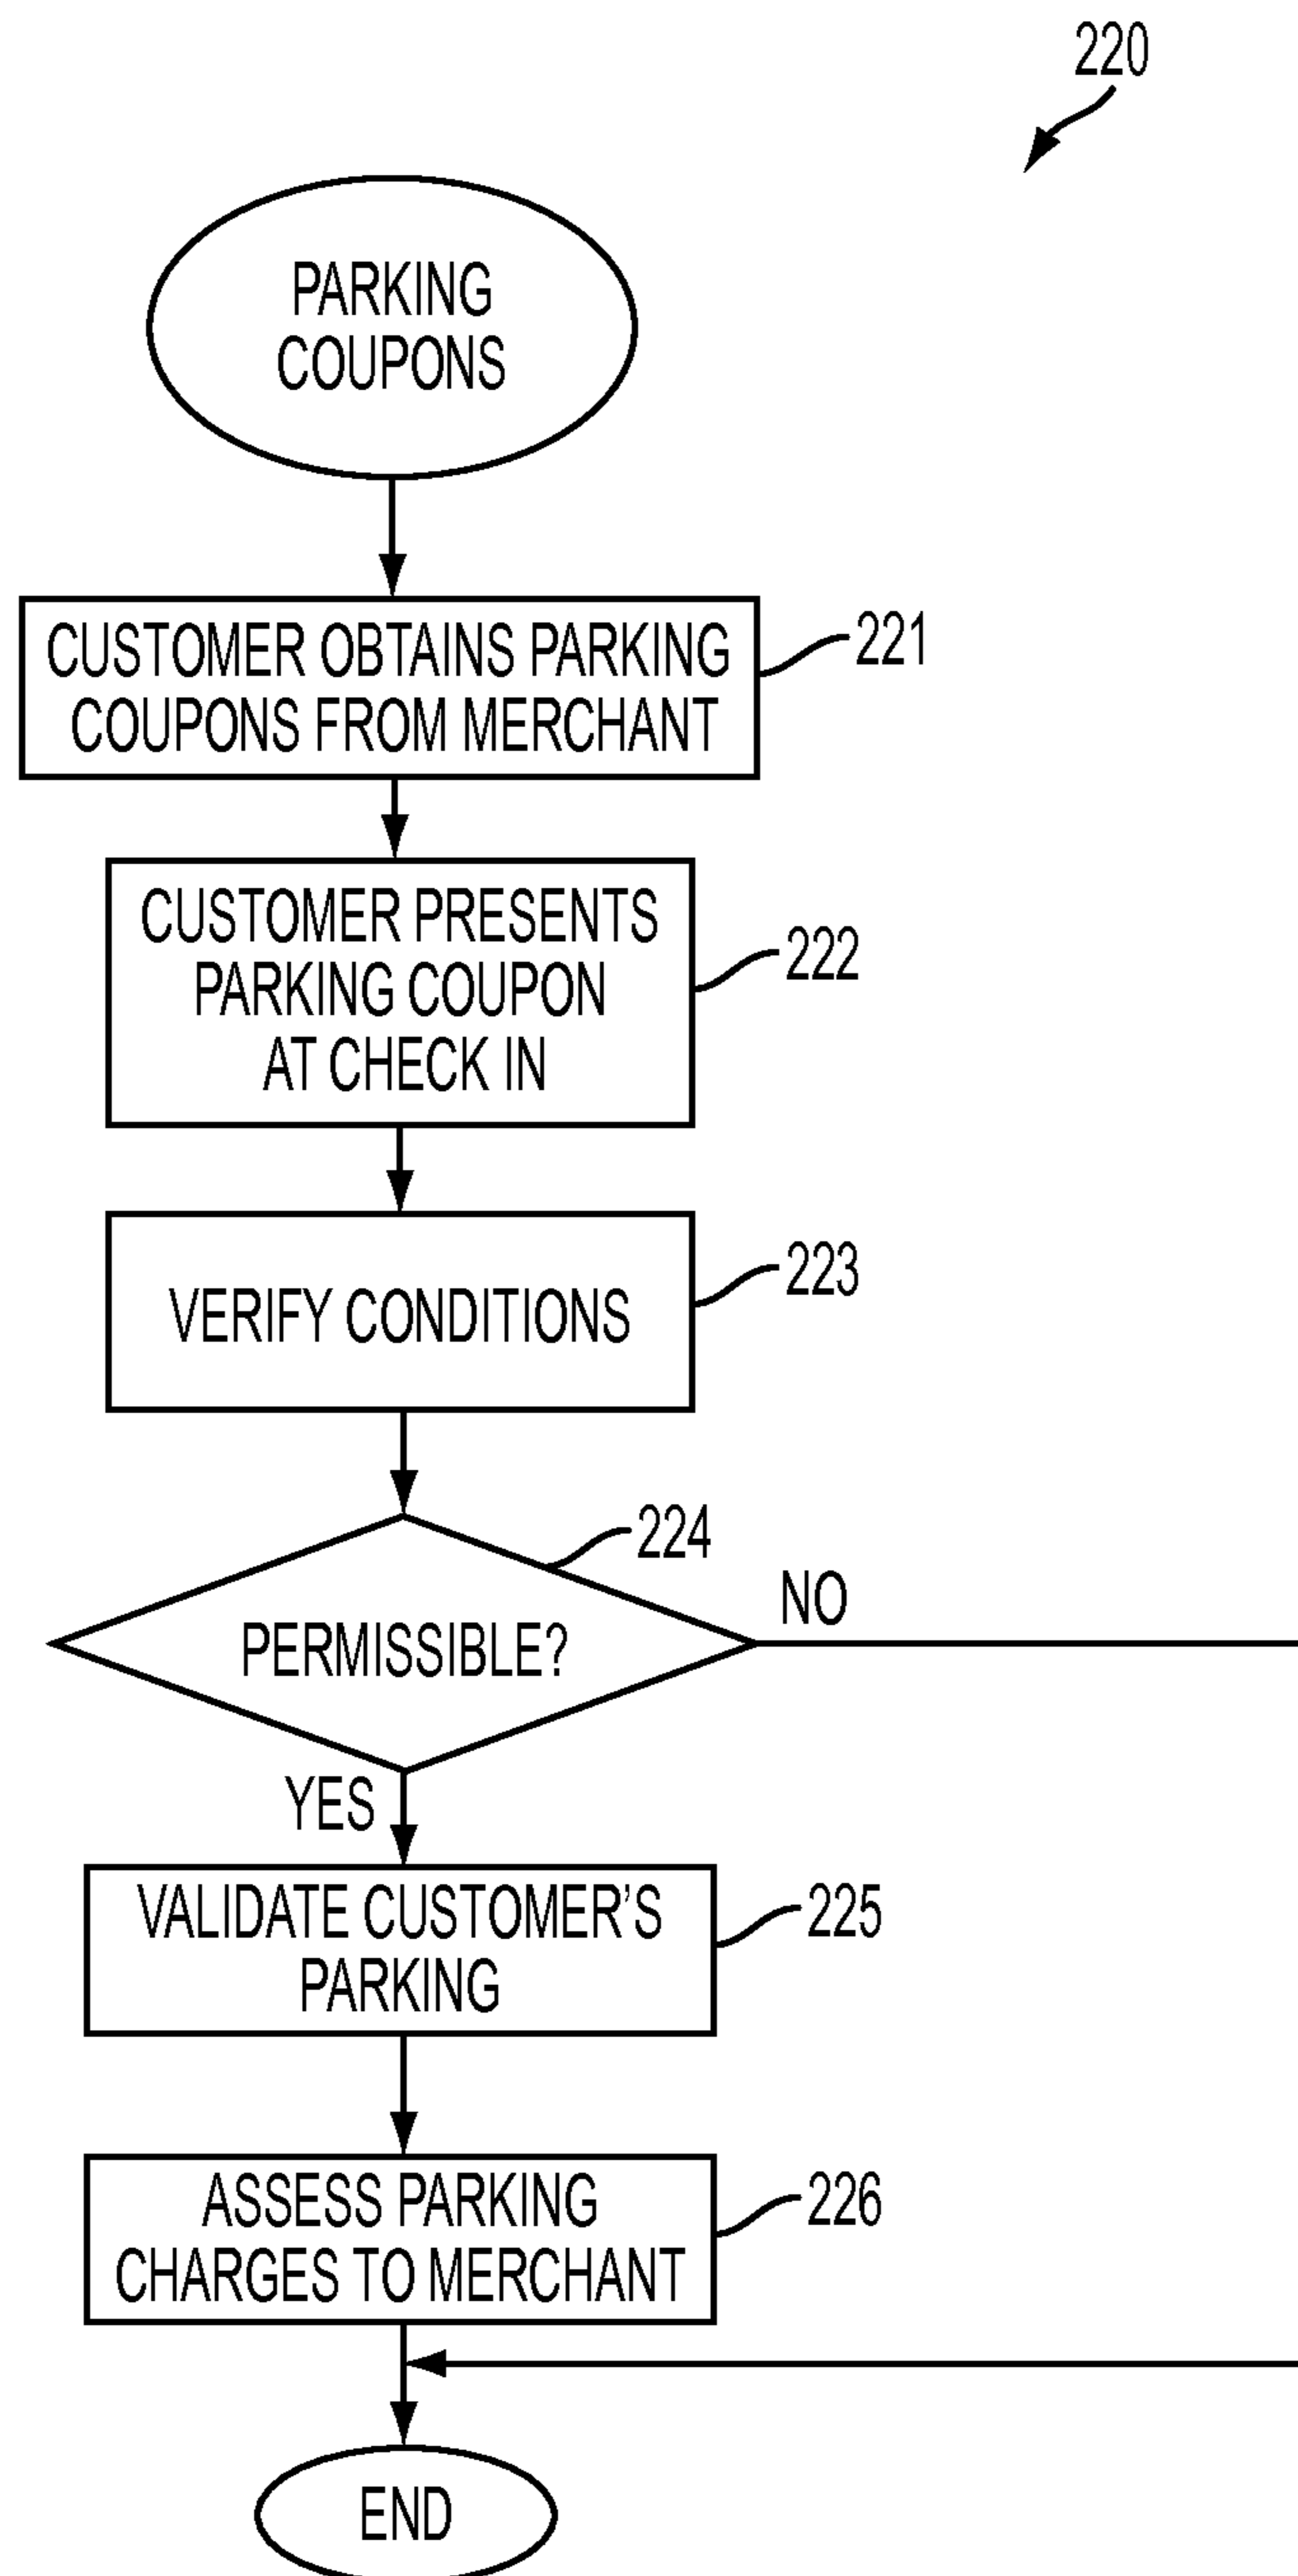 220
PARKING
COUPONS
CUSTOMER OBTAINS PARKING
COUPONS FROM MERCHANT
221
CUSTOMER PRESENTS
PARKING COUPON
AT CHECK IN
222
VERIFY CONDITIONS
223
224
PERMISSIBLE?
NO
YES
VALIDATE CUSTOMER'S
PARKING
225
ASSESS PARKING
CHARGES TO MERCHANT
226
END